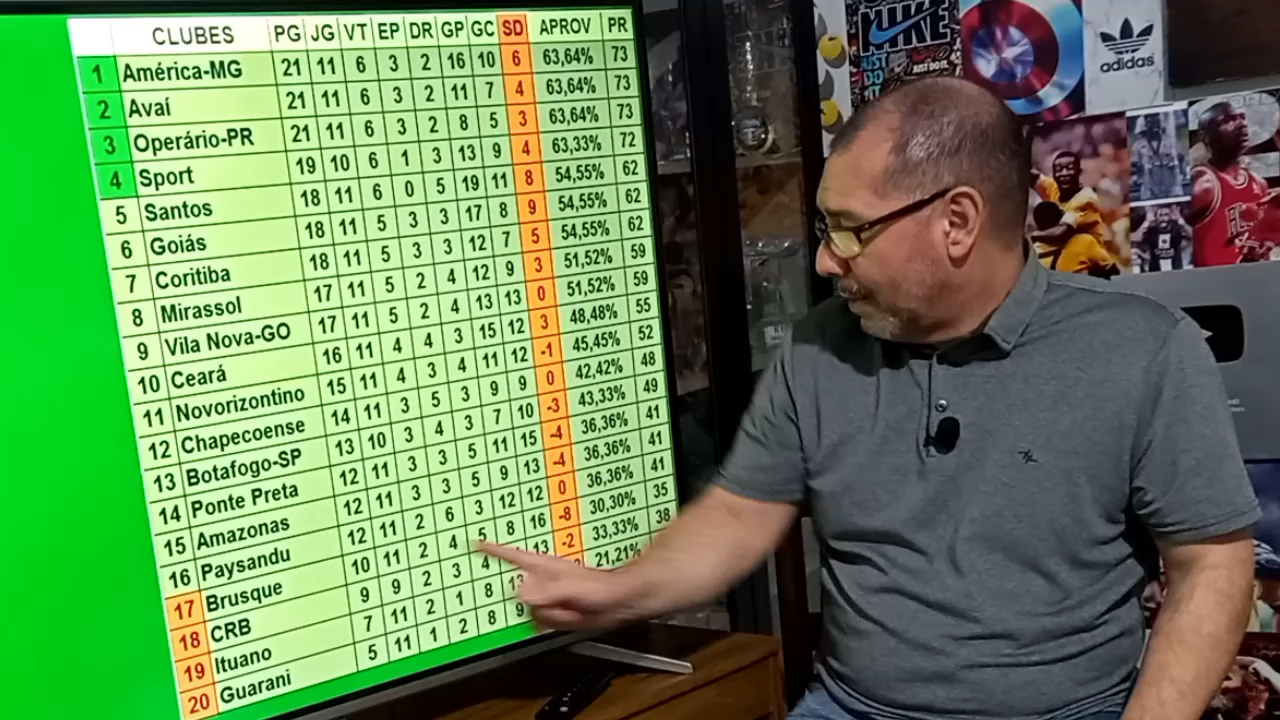 CLUBES PG JG VT EP DR GP GC SD APROV PR
1 América-MG 21 11 6 3 2 16 10 6 63,64% 73
2 Avaí 21 11 6 3 2 11 7 4 63,64% 73
3 Operário-PR 21 11 6 3 2 8 5 3 63,64% 73
4 Sport 19 10 6 1 3 13 9 4 63,33% 72
5 Santos 18 11 6 0 5 19 11 8 54,55% 62
6 Goiás 18 11 5 3 3 17 8 9 54,55% 62
7 Coritiba 18 11 5 3 3 12 7 5 54,55% 62
8 Mirassol 17 11 5 2 4 12 9 3 51,52% 59
9 Vila Nova-GO 17 11 5 2 4 13 13 0 51,52% 59
10 Ceará 16 11 4 4 3 15 12 3 48,48% 55
11 Novorizontino 15 11 4 3 4 11 12 -1 45,45% 52
12 Chapecoense 14 11 3 5 3 9 9 0 42,42% 48
13 Botafogo-SP 13 10 3 4 3 7 10 -3 43,33% 49
14 Ponte Preta 12 11 3 3 5 11 15 -4 36,36% 41
15 Amazonas 12 11 3 3 5 9 13 -4 36,36% 41
16 Paysandu 12 11 2 6 3 12 12 0 36,36% 41
17 Brusque 10 11 2 4 5 8 16 -8 30,30% 35
18 CRB 9 9 2 3 4 13 -2 33,33% 38
19 Ituano 7 11 2 1 8 21,21%
20 Guarani 5 11 1 2 8 9
NIKE
JUST DO IT.
adidas